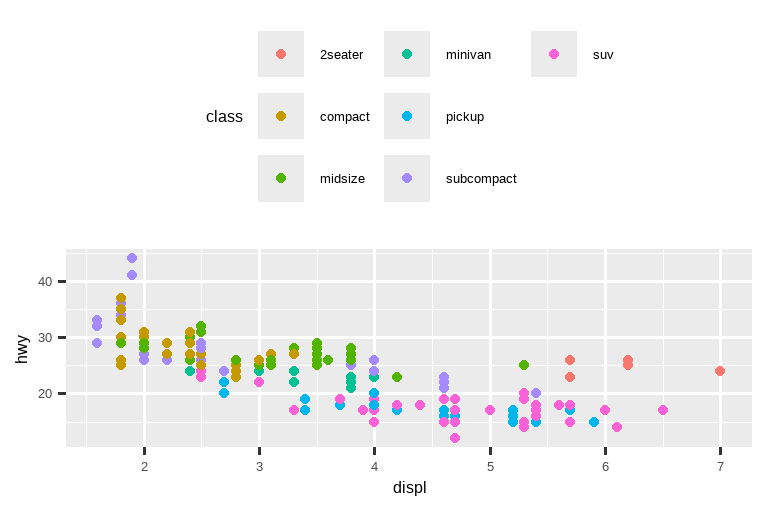 2seater minivan suv
class compact pickup
midsize subcompact
40
30
20
hwy
2 3 4 5 6 7
displ